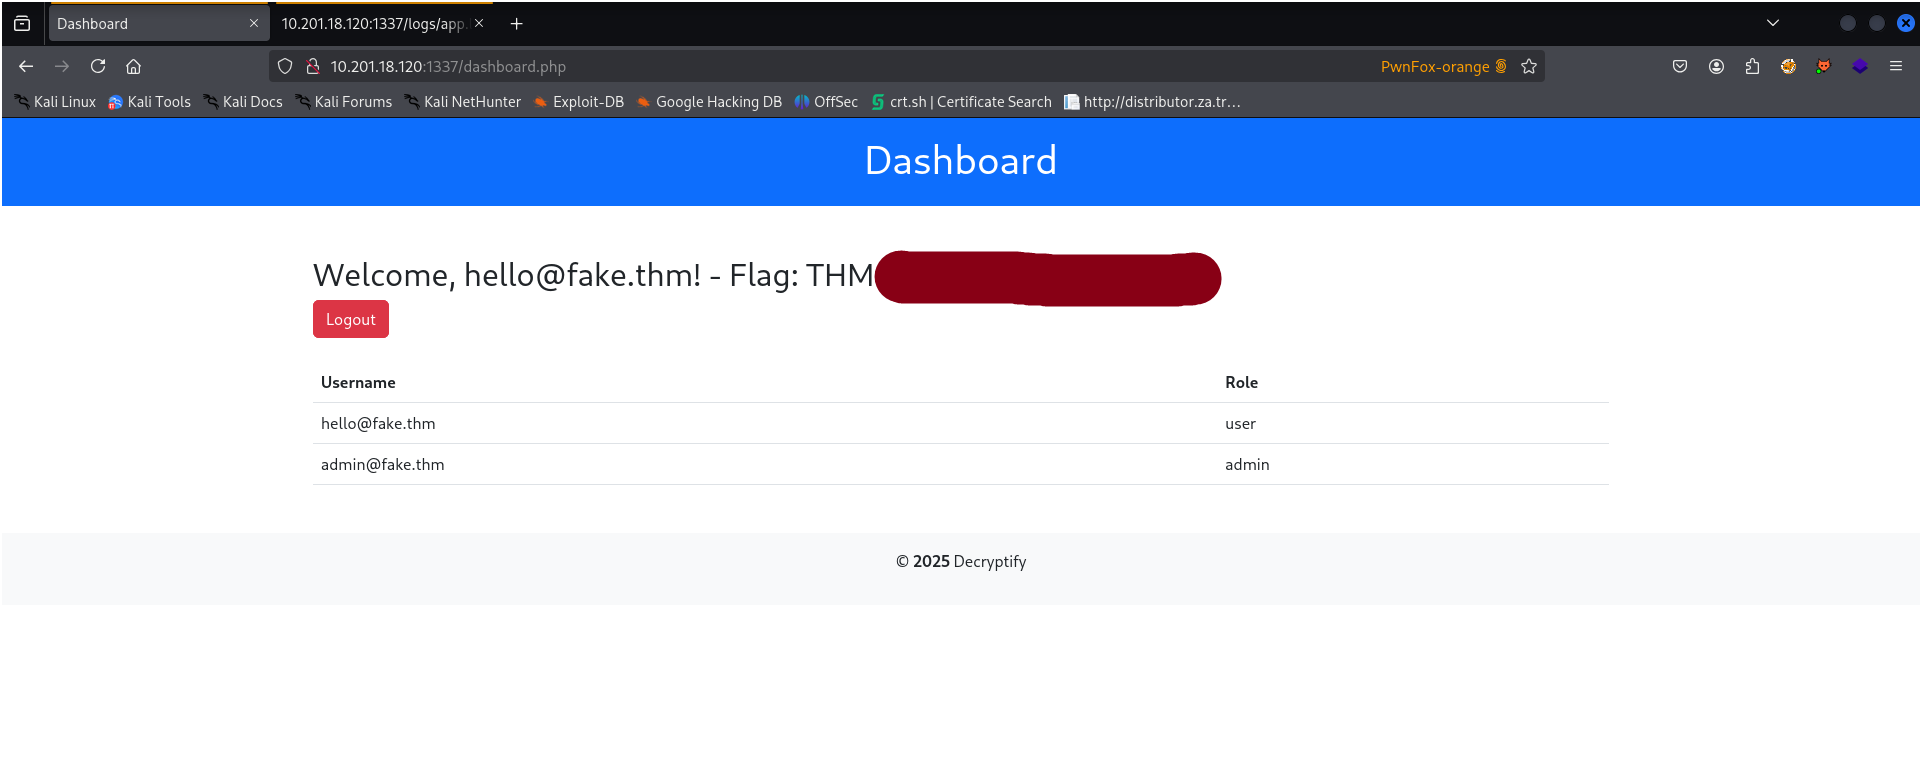 Dashboard
10.201.18.120:1337/logs/app.
10.201.18.120:1337/dashboard.php
PwnFox-orange
Kali Linux Kali Tools Kali Docs Kali Forums Kali NetHunter Exploit-DB Google Hacking DB OffSec crt.sh | Certificate Search http://distributor.za.tr...
Dashboard
Welcome, hello@fake.thm! - Flag: THM
Logout
Username Role
hello@fake.thm user
admin@fake.thm admin
© 2025 Decryptify